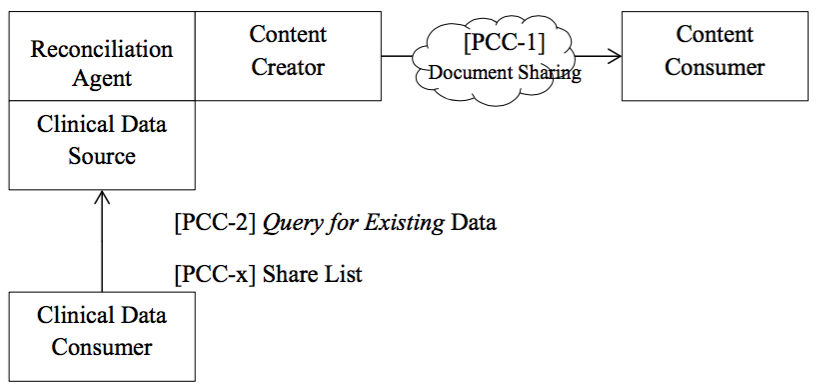 Reconciliation
Agent
Content
Creator
[PCC-1]
Document Sharing
Content
Consumer
Clinical Data
Source
[PCC-2] Query for Existing Data
[PCC-x] Share List
Clinical Data
Consumer